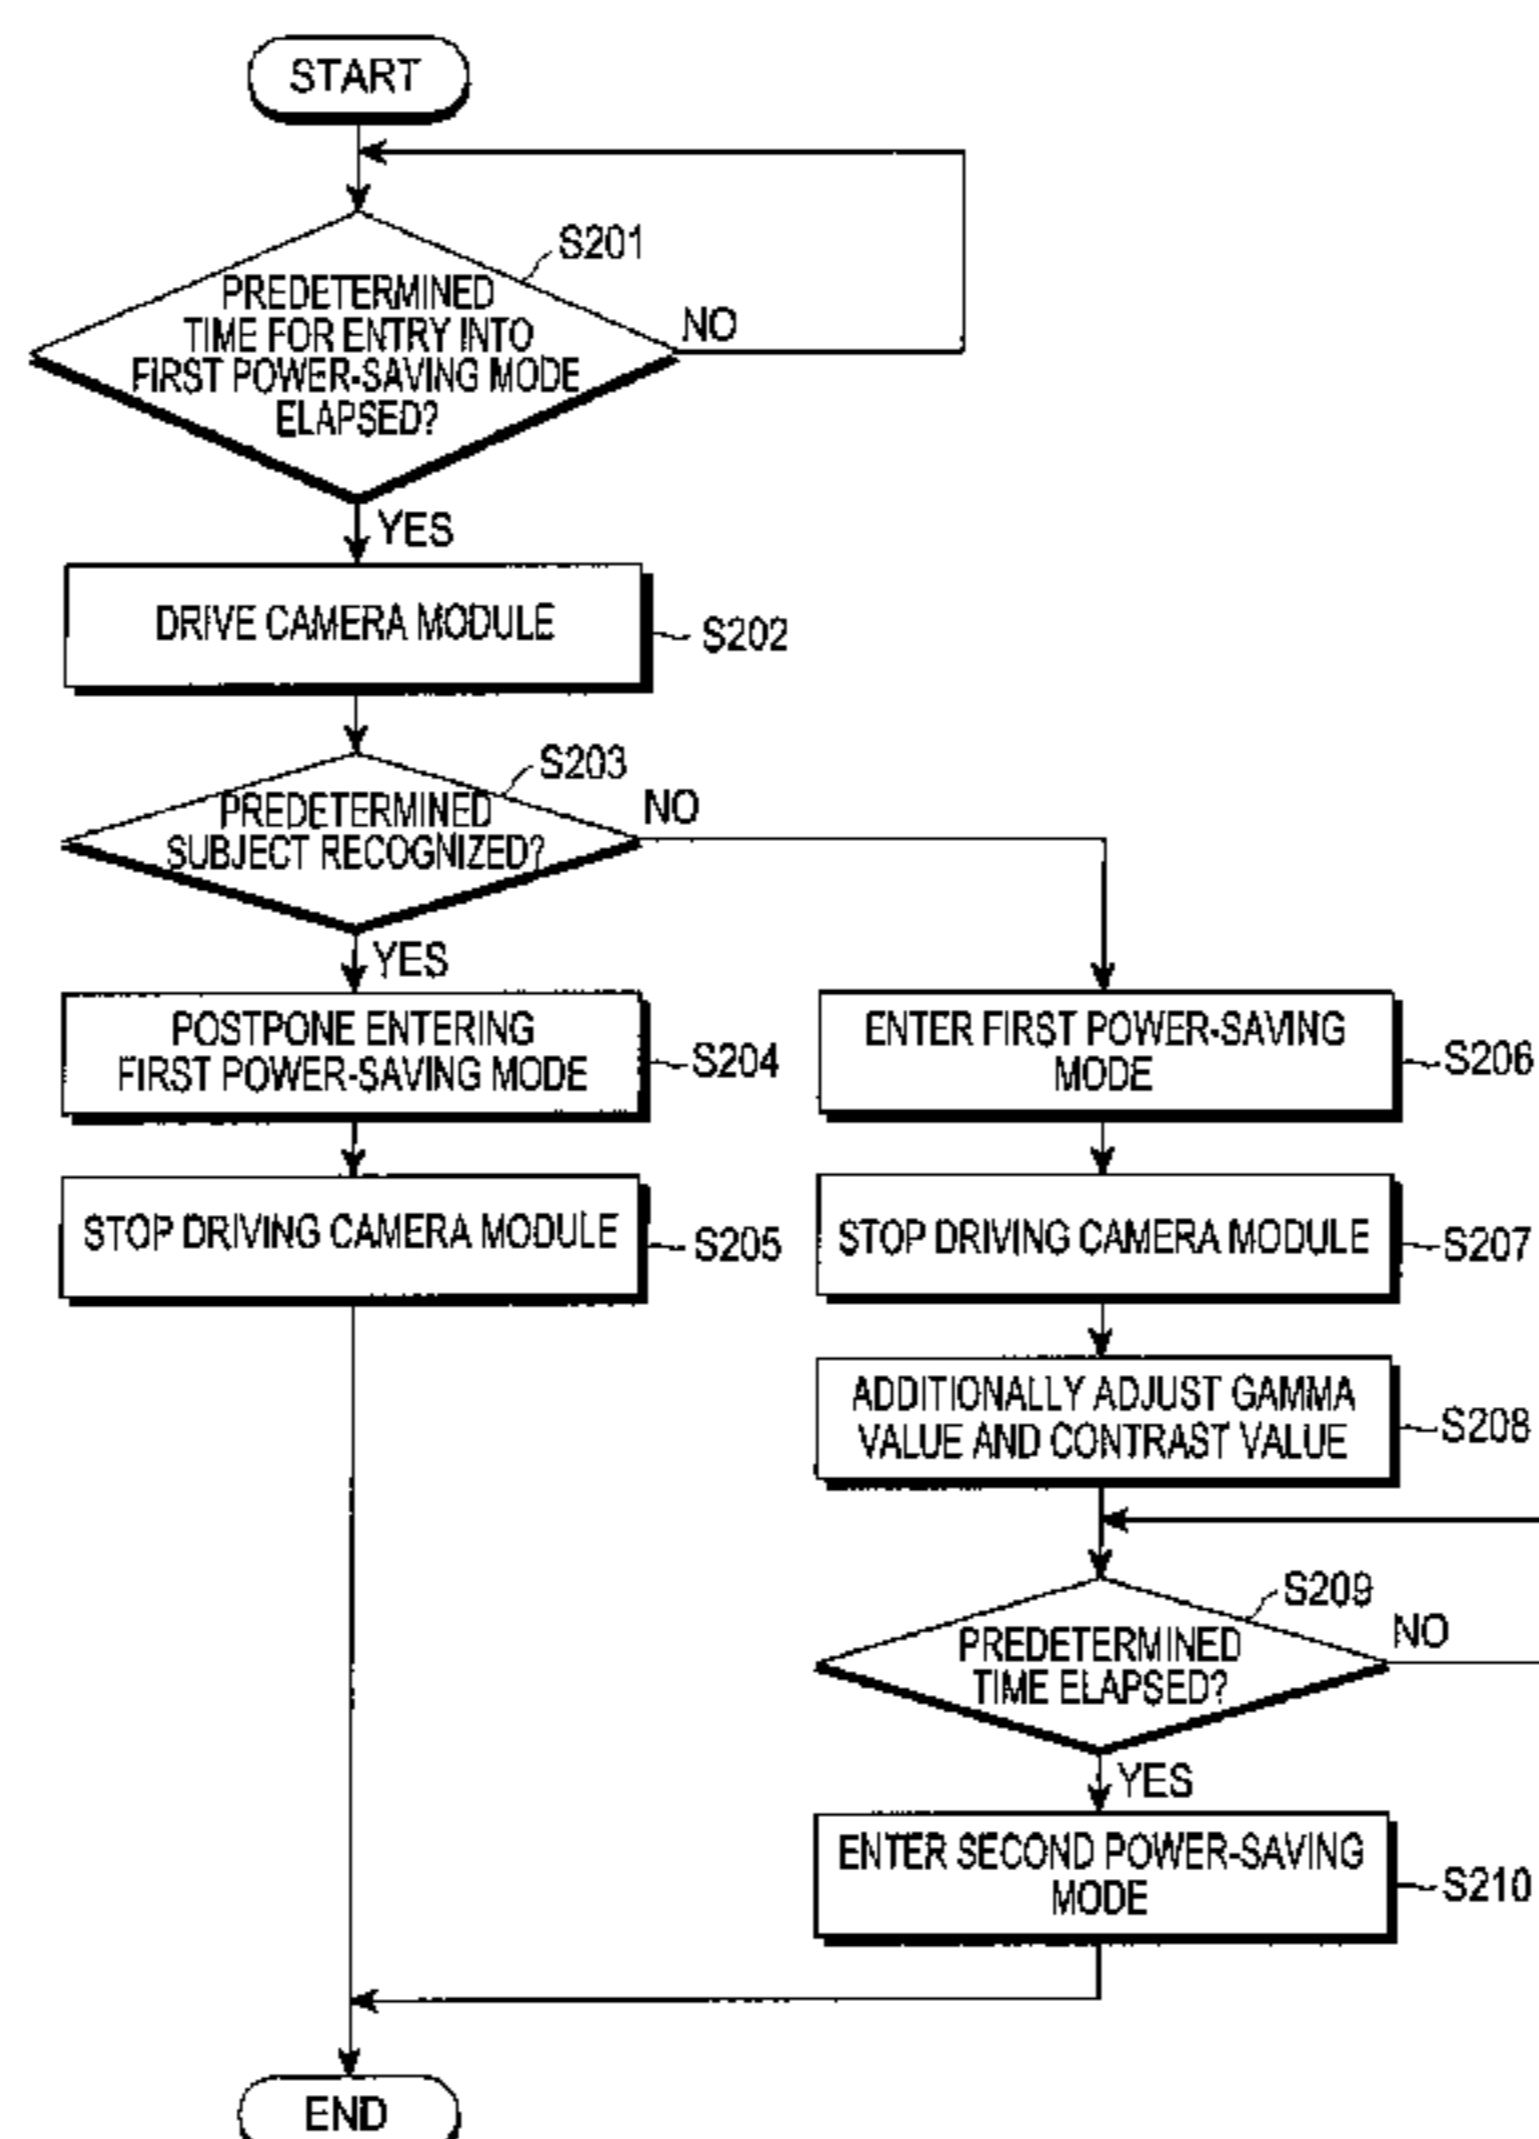 START
S201
PREDETERMINED
TIME FOR ENTRY INTO
FIRST POWER-SAVING MODE
ELAPSED?
NO
YES
DRIVE CAMERA MODULE
S202
S203
PREDETERMINED
SUBJECT RECOGNIZED?
NO
YES
POSTPONE ENTERING
FIRST POWER-SAVING MODE
S204
STOP DRIVING CAMERA MODULE
S205
ENTER FIRST POWER-SAVING
MODE
S206
STOP DRIVING CAMERA MODULE
S207
ADDITIONALLY ADJUST GAMMA
VALUE AND CONTRAST VALUE
S208
S209
PREDETERMINED
TIME ELAPSED?
NO
YES
ENTER SECOND POWER-SAVING
MODE
S210
END